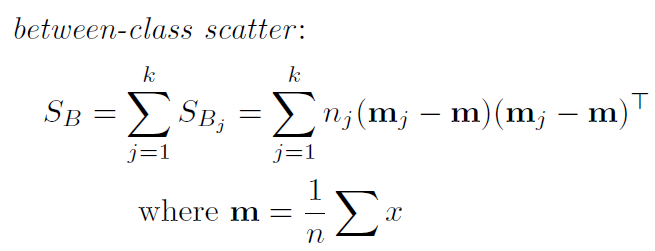 between-class scatter:
S_B = \sum_{j=1}^{k} S_{B_j} = \sum_{j=1}^{k} n_j(\mathbf{m}_j − \mathbf{m})(\mathbf{m}_j − \mathbf{m})^⊤
where \mathbf{m} = \frac{1}{n} \sum x